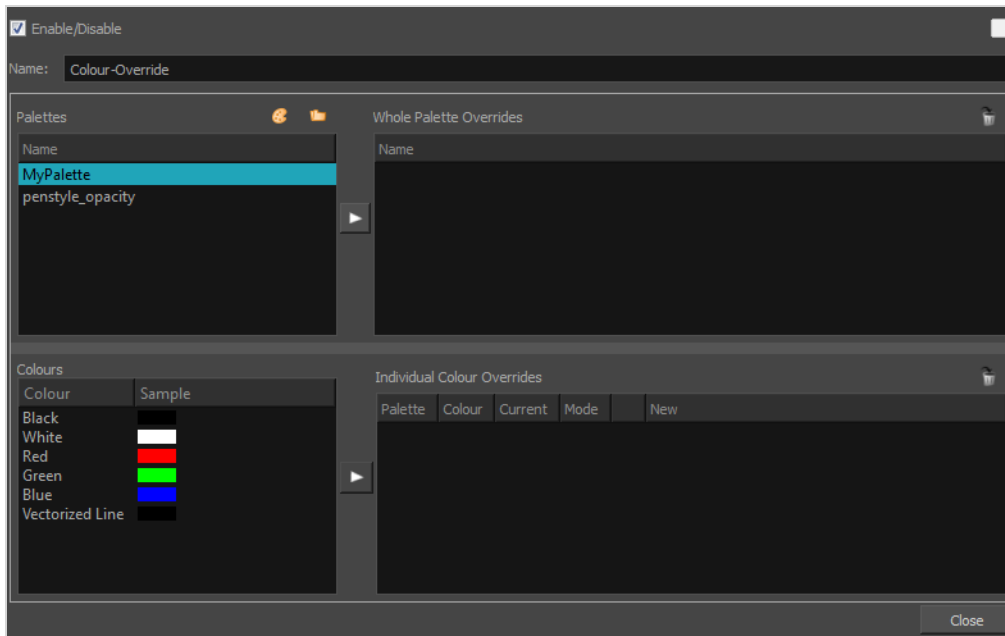 Enable/Disable
Name: Colour-Override
Palettes
Name
MyPalette
penstyle_opacity
Whole Palette Overrides
Name
Colours
Colour Sample
Black
White
Red
Green
Blue
Vectorized Line
Individual Colour Overrides
Palette Colour Current Mode New
Close